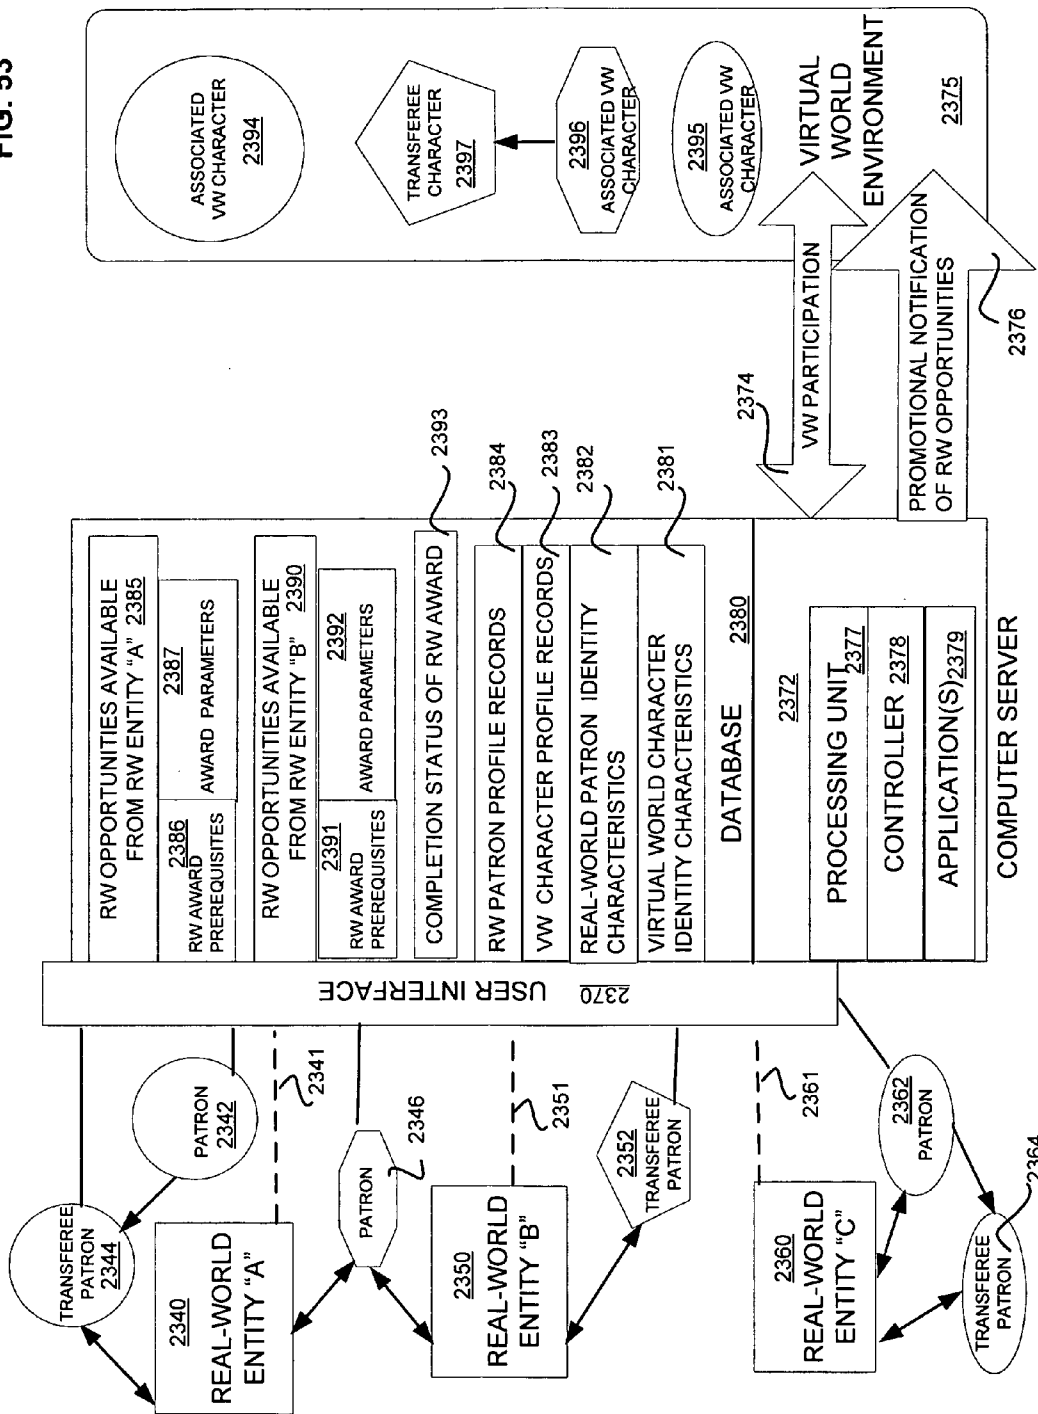 FIG. 53
TRANSFEREE
PATRON
2344
PATRON
2342
2340
REAL-WORLD
ENTITY "A"
2341
PATRON
2346
2350
REAL-WORLD
ENTITY "B"
2351
2352
TRANSFEREE
PATRON
2360
REAL-WORLD
ENTITY "C"
2361
2362
PATRON
TRANSFEREE
PATRON
2364
USER INTERFACE
2370
RW OPPORTUNITIES AVAILABLE
FROM RW ENTITY "A" 2385
2386
RW AWARD
PREREQUISITES
2387
AWARD PARAMETERS
RW OPPORTUNITIES AVAILABLE
FROM RW ENTITY "B" 2390
2391
RW AWARD
PREREQUISITES
2392
AWARD PARAMETERS
COMPLETION STATUS OF RW AWARD
2393
RW PATRON PROFILE RECORDS
2384
VW CHARACTER PROFILE RECORDS
2383
REAL-WORLD PATRON IDENTITY
CHARACTERISTICS
2382
VIRTUAL WORLD CHARACTER
IDENTITY CHARACTERISTICS
2381
DATABASE 2380
2372
PROCESSING UNIT
2377
CONTROLLER 2378
APPLICATION(S) 2379
COMPUTER SERVER
2374
VW PARTICIPATION
PROMOTIONAL NOTIFICATION
OF RW OPPORTUNITIES
2376
ASSOCIATED
VW CHARACTER
2394
TRANSFEREE
CHARACTER
2397
2396
ASSOCIATED VW
CHARACTER
2395
ASSOCIATED VW
CHARACTER
VIRTUAL
WORLD
ENVIRONMENT
2375